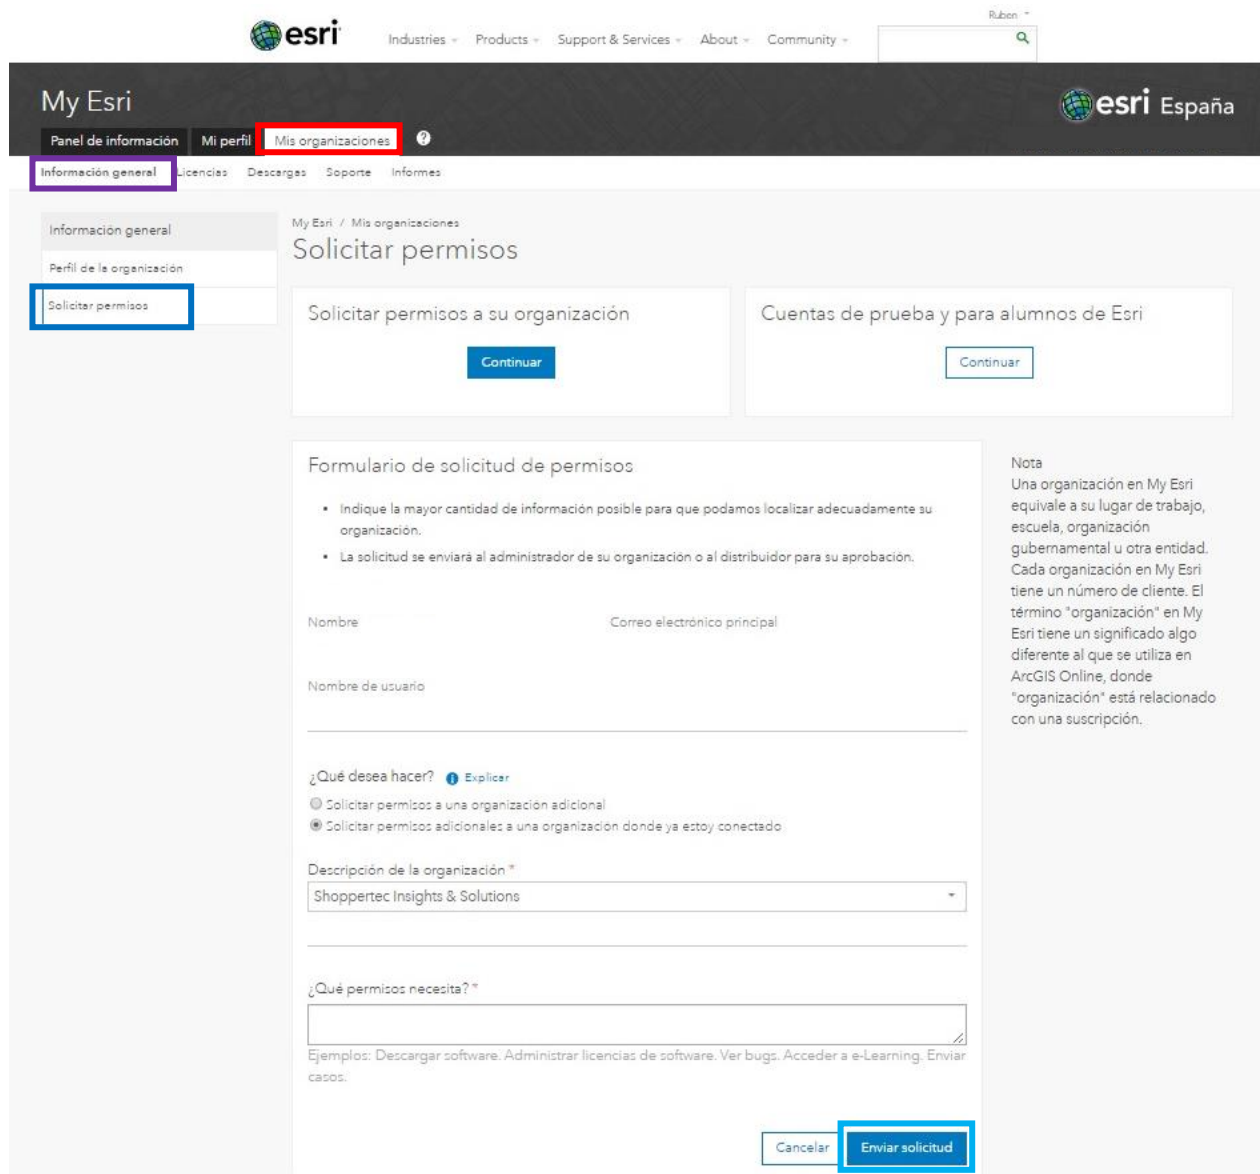 Ruben
esri
Industries Products Support & Services About Community
My Esri
esri España
Panel de información Mi perfil Mis organizaciones ?
Información general Licencias Descargas Soporte Informes
Información general
Perfil de la organización
Solicitar permisos
My Esri / Mis organizaciones
Solicitar permisos
Solicitar permisos a su organización
Continuar
Cuentas de prueba y para alumnos de Esri
Continuar
Formulario de solicitud de permisos
▪ Indique la mayor cantidad de información posible para que podamos localizar adecuadamente su
organización.
▪ La solicitud se enviará al administrador de su organización o al distribuidor para su aprobación.
Nombre Correo electrónico principal
Nombre de usuario
¿Qué desea hacer? i Explicar
Solicitar permisos a una organización adicional
Solicitar permisos adicionales a una organización donde ya estoy conectado
Descripción de la organización *
Shoppertec Insights & Solutions
¿Qué permisos necesita? *
Ejemplos: Descargar software. Administrar licencias de software. Ver bugs. Acceder a e-Learning. Enviar
casos.
Cancelar Enviar solicitud
Nota
Una organización en My Esri
equivale a su lugar de trabajo,
escuela, organización
gubernamental u otra entidad.
Cada organización en My Esri
tiene un número de cliente. El
término "organización" en My
Esri tiene un significado algo
diferente al que se utiliza en
ArcGIS Online, donde
"organización" está relacionado
con una suscripción.